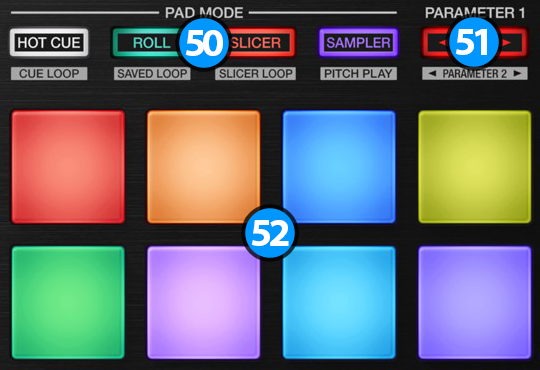 PAD MODE PARAMETER 1
HOT CUE ROLL 50 SLICER SAMPLER ◄ 51 ►
CUE LOOP SAVED LOOP SLICER LOOP PITCH PLAY ◄ PARAMETER 2 ►
52